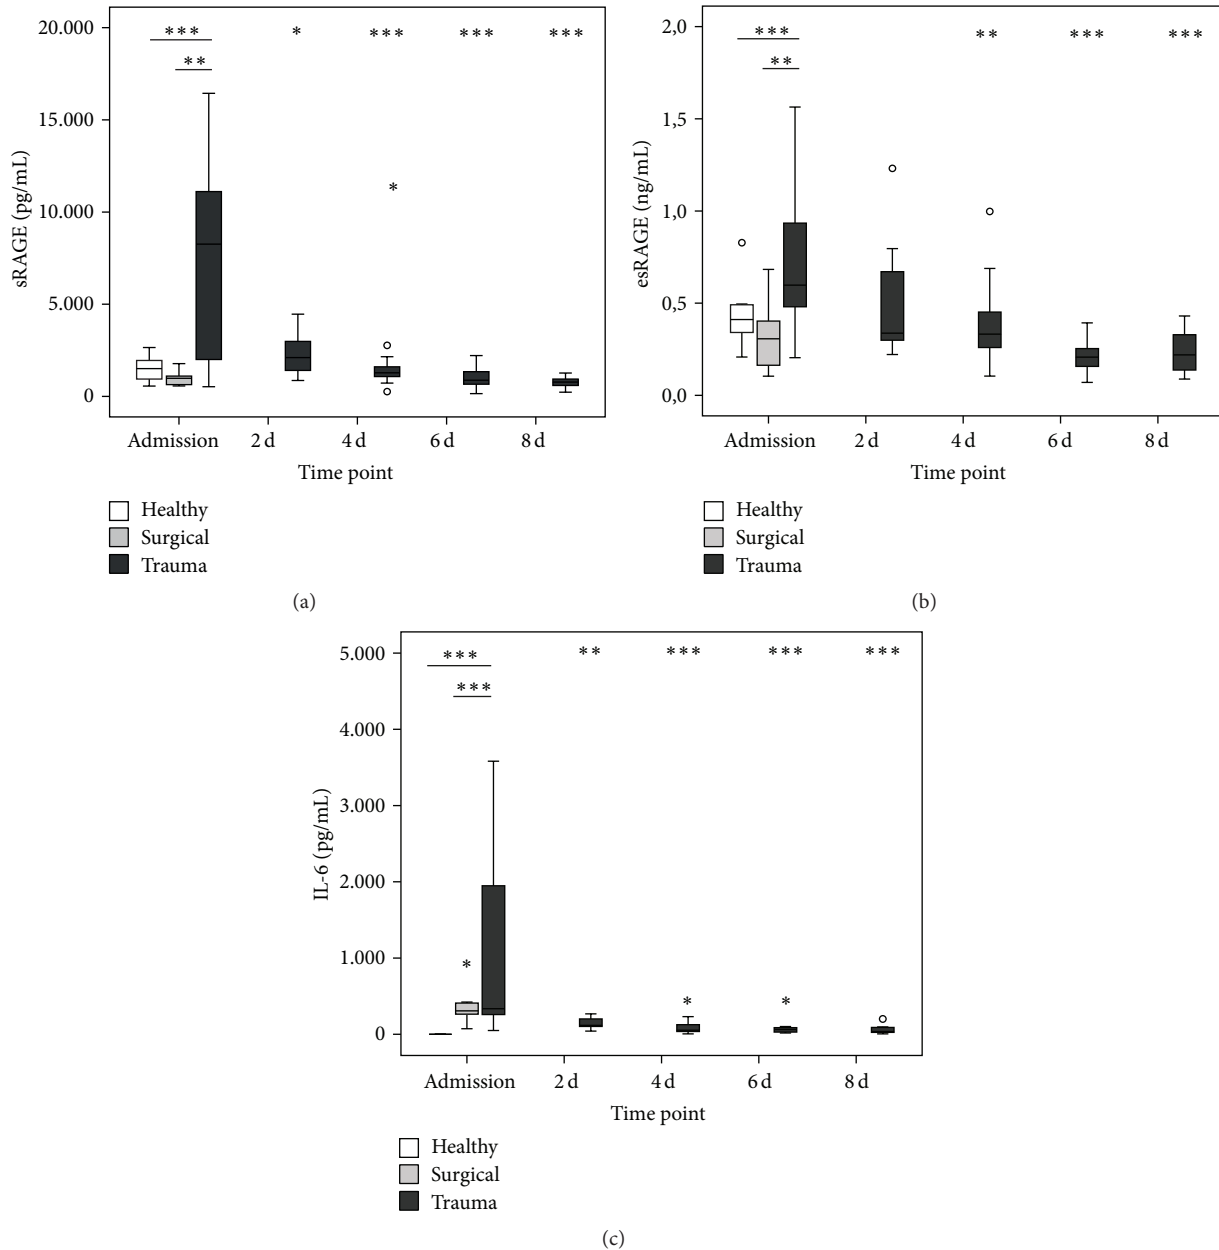 *** * *** *** ***
**
*
20.000
15.000
10.000
5.000
0
sRAGE (pg/mL)
Admission 2 d 4 d 6 d 8 d
Time point
Healthy
Surgical
Trauma
(a)
*** ** *** ***
**
2,0
1,5
1,0
0,5
0,0
esRAGE (ng/mL)
Admission 2 d 4 d 6 d 8 d
Time point
Healthy
Surgical
Trauma
(b)
*** ** *** *** ***
***
* * *
5.000
4.000
3.000
2.000
1.000
0
IL-6 (pg/mL)
Admission 2 d 4 d 6 d 8 d
Time point
Healthy
Surgical
Trauma
(c)